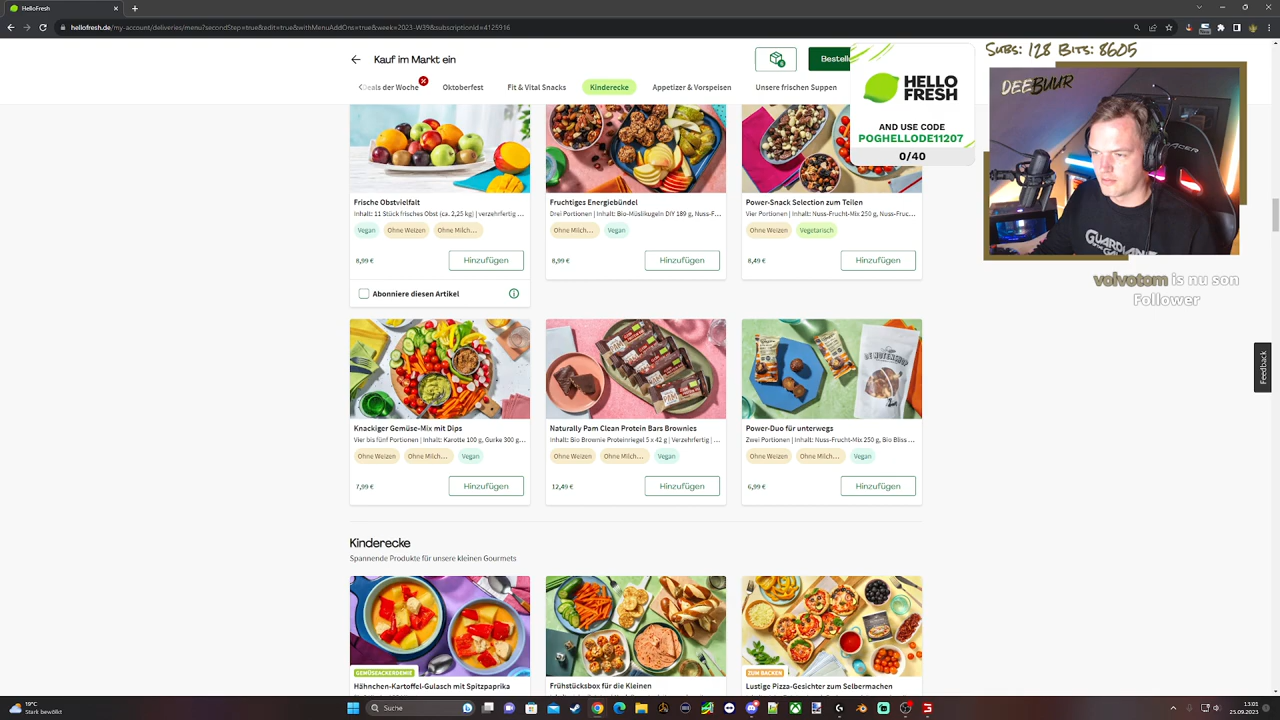 HelloFresh
hellofresh.de/my-account/deliveries/menu?secondStep=true&edit=true&withMenuAddOns=true&week=2023-W39&subscriptionId=4125916
Kauf im Markt ein
Deals der Woche
Oktoberfest
Fit & Vital Snacks
Kinderecke
Appetizer & Vorspeisen
Unsere frischen Suppen
HELLO
FRESH
AND USE CODE
POGHELLODE11207
0/40
SUBS: 128 BITS: 8605
DEEBUUR
volvotom is nu son
Follower
Frische Obstvielfalt
Inhalt: 11 Stück frisches Obst (ca. 2,25 kg) | verzehrfertig ...
Vegan
Ohne Weizen
Ohne Milch...
8,99 €
Hinzufügen
Abonniere diesen Artikel
Fruchtiges Energiebündel
Drei Portionen | Inhalt: Bio-Müslikugeln DIY 189 g, Nuss-F...
Ohne Milch...
Vegan
8,99 €
Hinzufügen
Power-Snack Selection zum Teilen
Vier Portionen | Inhalt: Nuss-Frucht-Mix 250 g, Nuss-Fruc...
Ohne Weizen
Vegetarisch
8,49 €
Hinzufügen
Knackiger Gemüse-Mix mit Dips
Vier bis fünf Portionen | Inhalt: Karotte 100 g, Gurke 300 g...
Ohne Weizen
Ohne Milch...
Vegan
7,99 €
Hinzufügen
Naturally Pam Clean Protein Bars Brownies
Inhalt: Bio Brownie Proteinriegel 5 x 42 g | Verzehrfertig | ...
Ohne Weizen
Ohne Milch...
Vegan
12,49 €
Hinzufügen
Power-Duo für unterwegs
Zwei Portionen | Inhalt: Nuss-Frucht-Mix 250 g, Bio Bliss ...
Ohne Weizen
Ohne Milch...
Vegan
6,99 €
Hinzufügen
Feedback
Kinderecke
Spannende Produkte für unsere kleinen Gourmets
GEMÜSEACKERDEMIE
Hähnchen-Kartoffel-Gulasch mit Spitzpaprika
Frühstücksbox für die Kleinen
ZUM BACKEN
Lustige Pizza-Gesichter zum Selbermachen
19°C
Stark bewölkt
Suche
13:01
25.09.2023